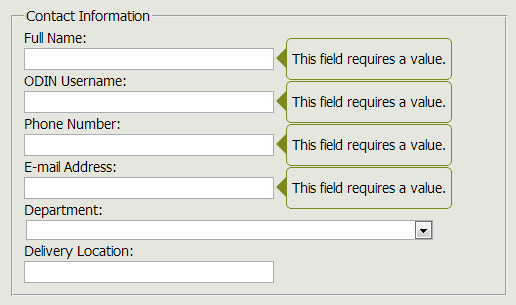 Contact Information
Full Name:
This field requires a value.
ODIN Username:
This field requires a value.
Phone Number:
This field requires a value.
E-mail Address:
This field requires a value.
Department:
Delivery Location: